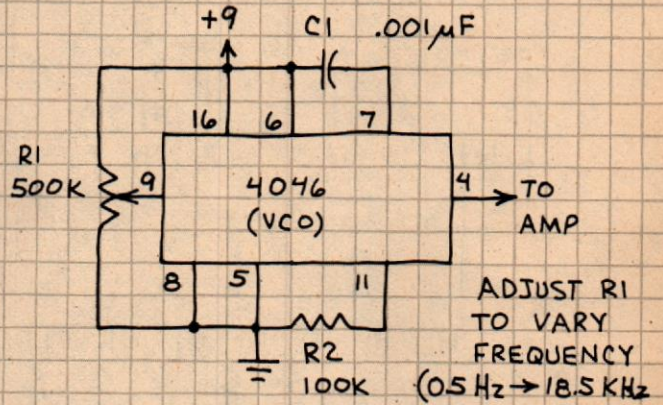 +9
C1 .001µF
16 6 7
R1
500K
9
4046
(VCO)
4
TO
AMP
8 5 11
R2
100K
ADJUST R1
TO VARY
FREQUENCY
(0.5 Hz → 18.5 KHz